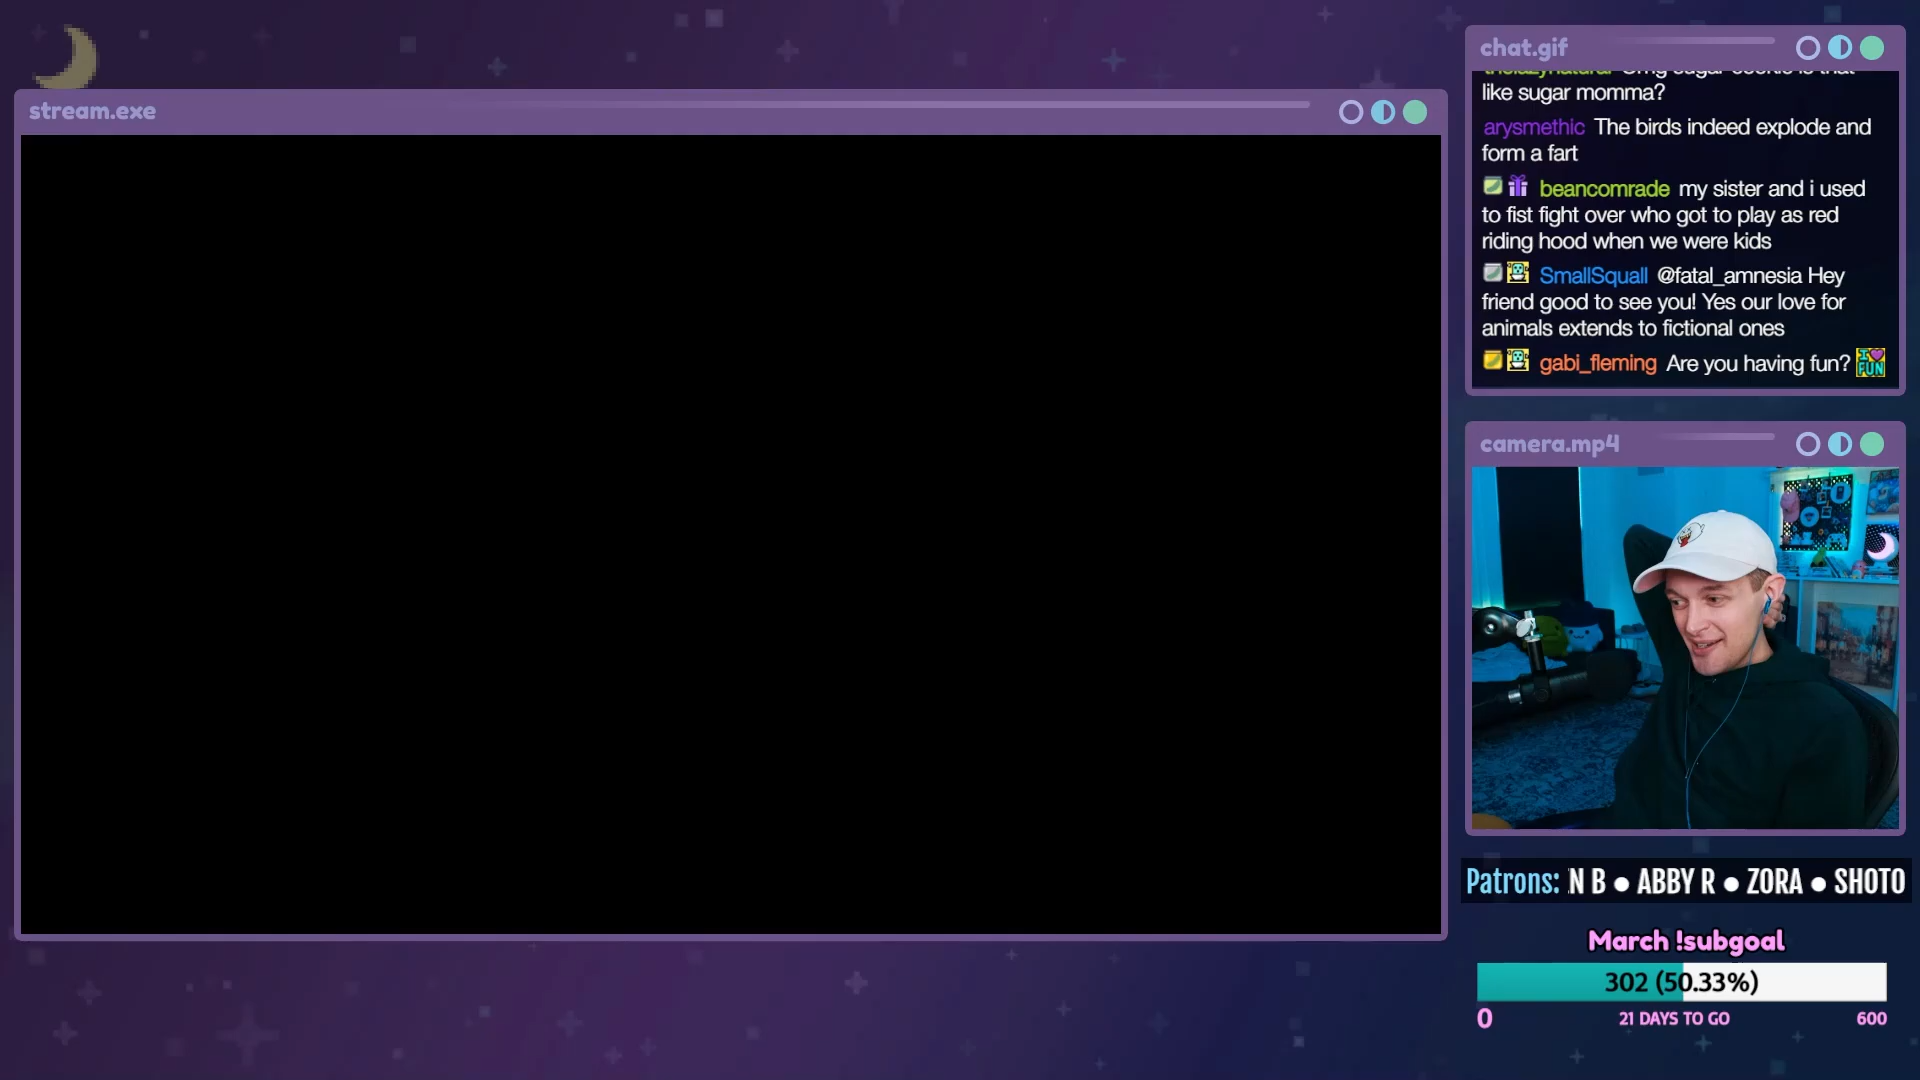 stream.exe
chat.gif
like sugar momma?
arysmethic The birds indeed explode and
form a fart
beancomrade my sister and i used
to fist fight over who got to play as red
riding hood when we were kids
SmallSquall @fatal_amnesia Hey
friend good to see you! Yes our love for
animals extends to fictional ones
gabi_fleming Are you having fun? I FUN
camera.mp4
Patrons: N B ● ABBY R ● ZORA ● SHOTO
March !subgoal
302 (50.33%)
0 21 DAYS TO GO 600